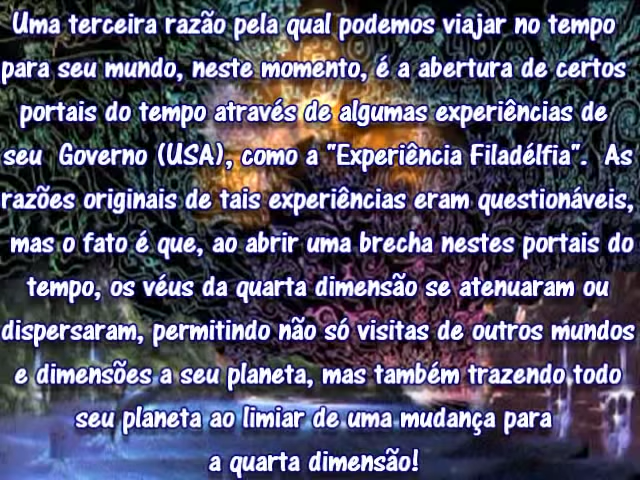 Uma terceira razão pela qual podemos viajar no tempo
para seu mundo, neste momento, é a abertura de certos
portais do tempo através de algumas experiências de
seu Governo (USA), como a "Experiência Filadélfia". As
razões originais de tais experiências eram questionáveis,
mas o fato é que, ao abrir uma brecha nestes portais do
tempo, os véus da quarta dimensão se atenuaram ou
dispersaram, permitindo não só visitas de outros mundos
e dimensões a seu planeta, mas também trazendo todo
seu planeta ao limiar de uma mudança para
a quarta dimensão!